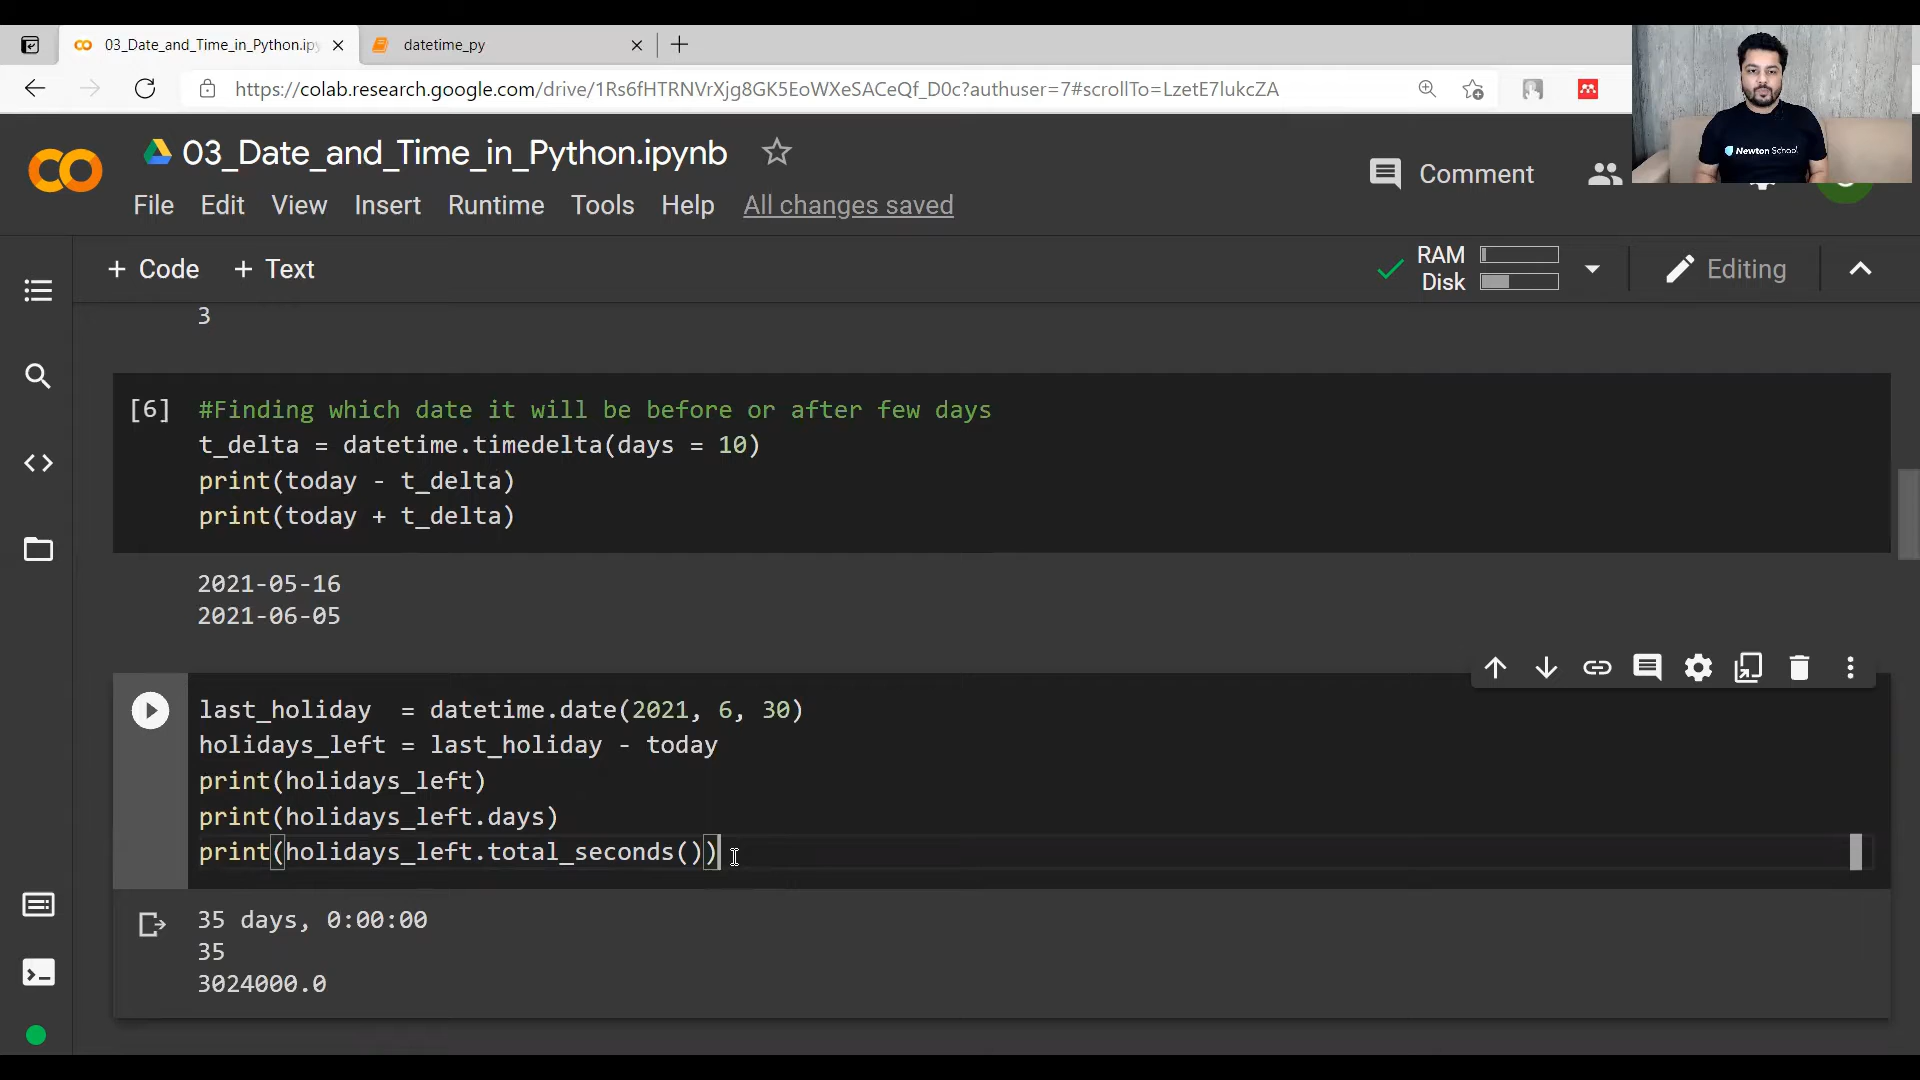 03_Date_and_Time_in_Python.ipy
datetime_py
https://colab.research.google.com/drive/1Rs6fHTRNVrXjg8GK5EoWXeSACeQf_D0c?authuser=7#scrollTo=LzetE7lukcZA
03_Date_and_Time_in_Python.ipynb
Comment
File Edit View Insert Runtime Tools Help All changes saved
+ Code + Text
RAM
Disk
Editing
Newton School
3
[6] #Finding which date it will be before or after few days
t_delta = datetime.timedelta(days = 10)
print(today - t_delta)
print(today + t_delta)
2021-05-16
2021-06-05
last_holiday  = datetime.date(2021, 6, 30)
holidays_left = last_holiday - today
print(holidays_left)
print(holidays_left.days)
print(holidays_left.total_seconds())
35 days, 0:00:00
35
3024000.0